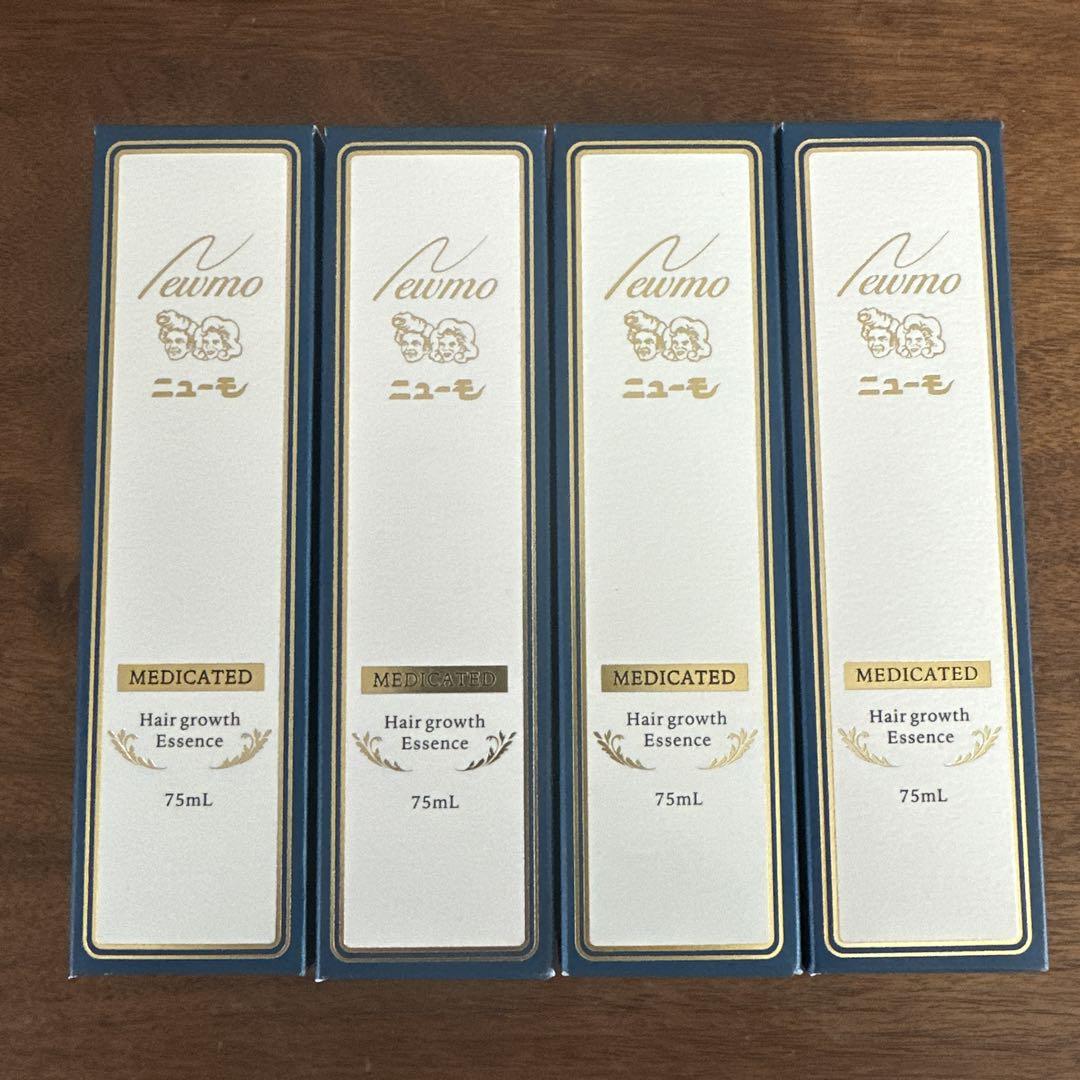 Newmo
ニューモ
MEDICATED
Hair growth
Essence
75mL
Newmo
ニューモ
MEDICATED
Hair growth
Essence
75mL
Newmo
ニューモ
MEDICATED
Hair growth
Essence
75mL
Newmo
ニューモ
MEDICATED
Hair growth
Essence
75mL